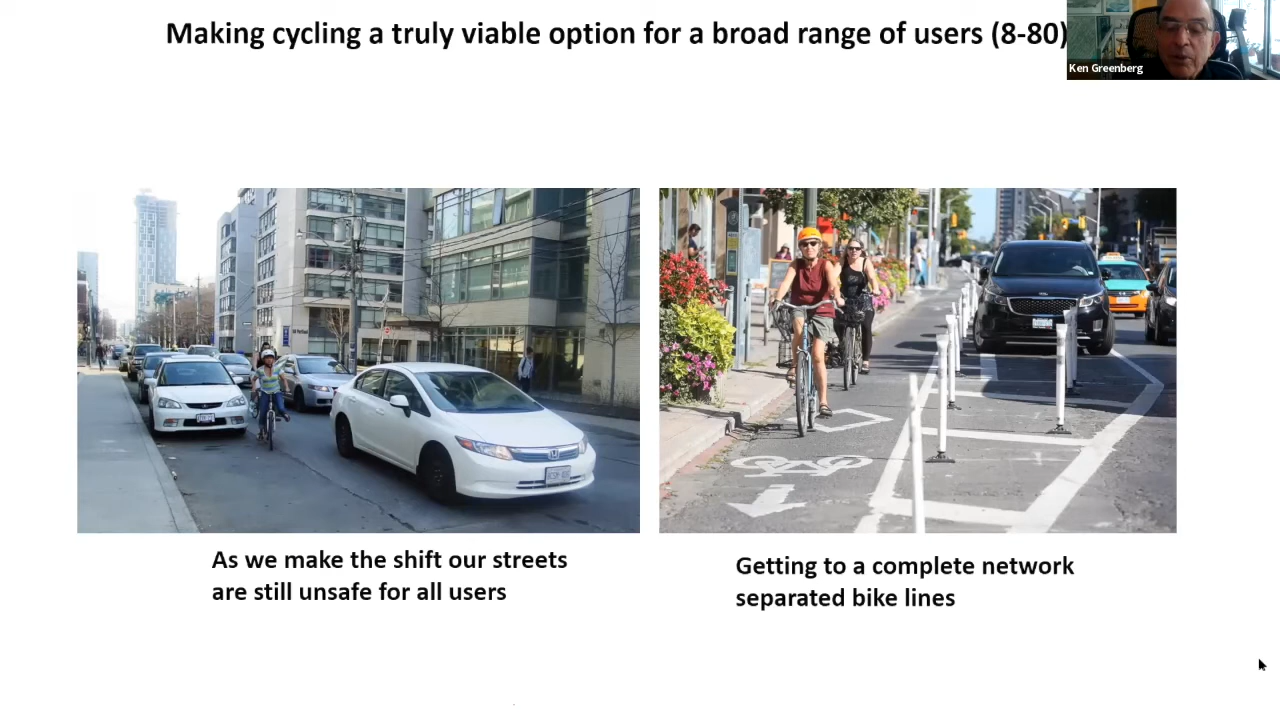 Making cycling a truly viable option for a broad range of users (8-80)
Ken Greenberg
As we make the shift our streets
are still unsafe for all users
Getting to a complete network
separated bike lines